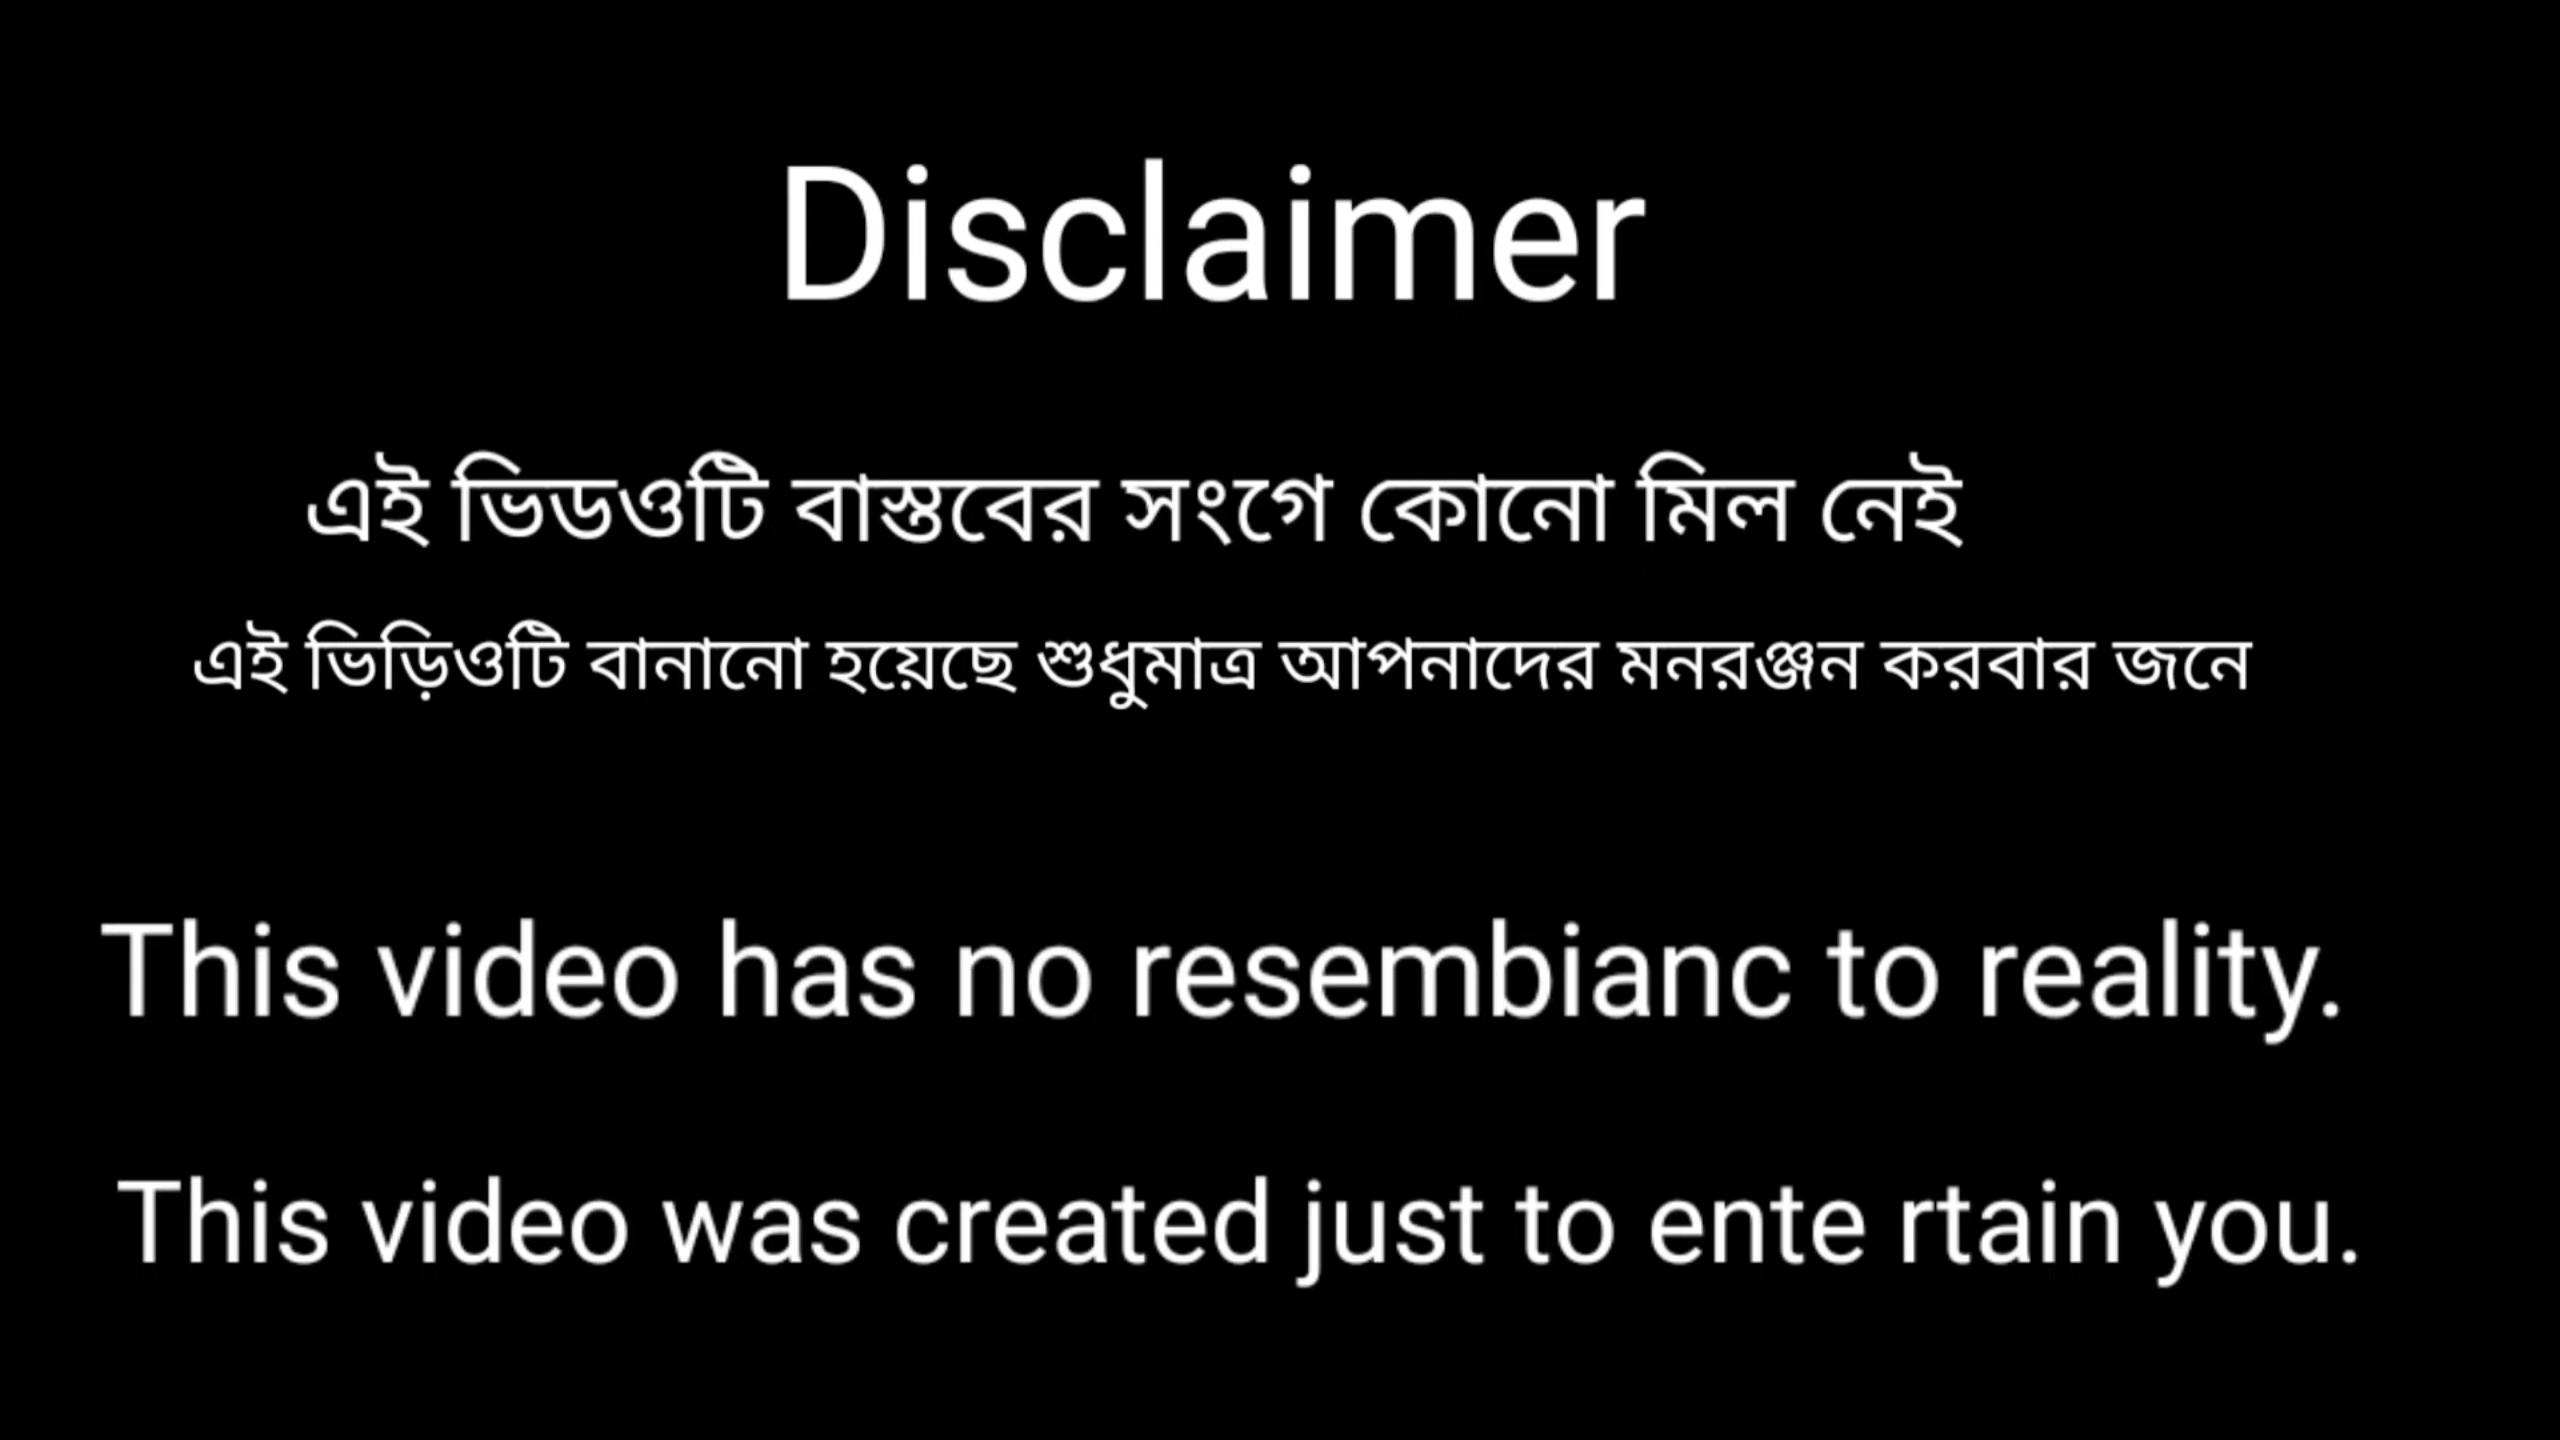 Disclaimer
এই ভিডওটি বাস্তবের সংগে কোনো মিল নেই
এই ভিড়িওটি বানানো হয়েছে শুধুমাত্র আপনাদের মনরঞ্জন করবার জনে
This video has no resembianc to reality.
This video was created just to ente rtain you.